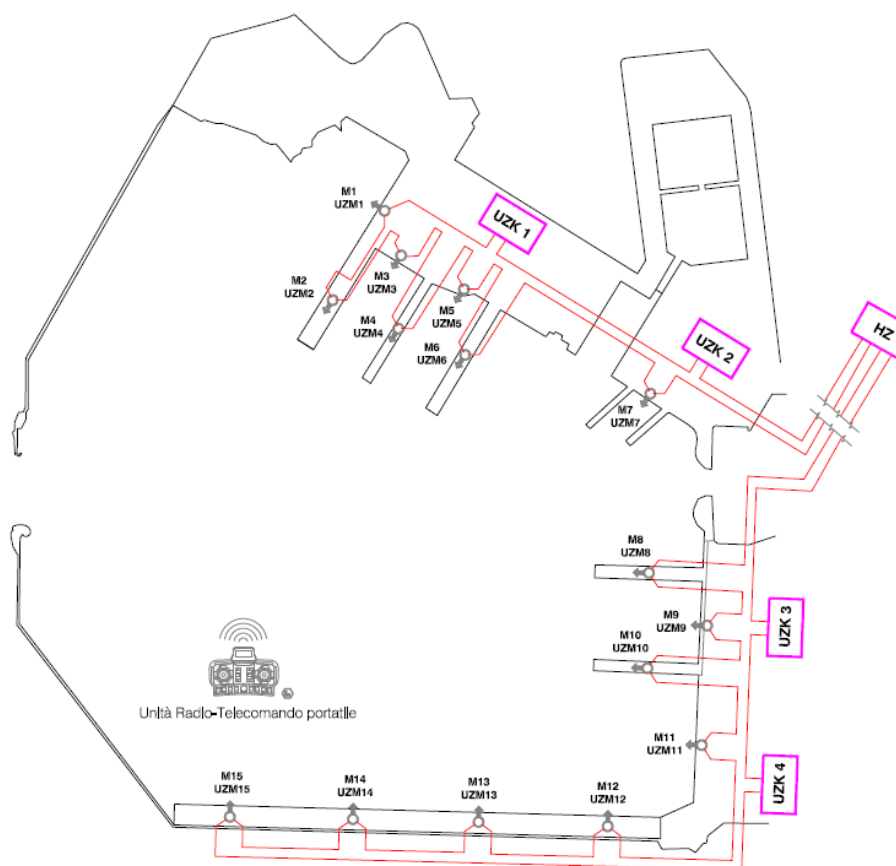 M1
UZM1
UZK 1
M2
UZM2
M3
UZM3
M4
UZM4
M5
UZM5
M6
UZM6
UZK 2
HZ
M7
UZM7
M8
UZM8
M9
UZM9
UZK 3
M10
UZM10
Unità Radio-Telecomando portatile
M11
UZM11
UZK 4
M15
UZM15
M14
UZM14
M13
UZM13
M12
UZM12